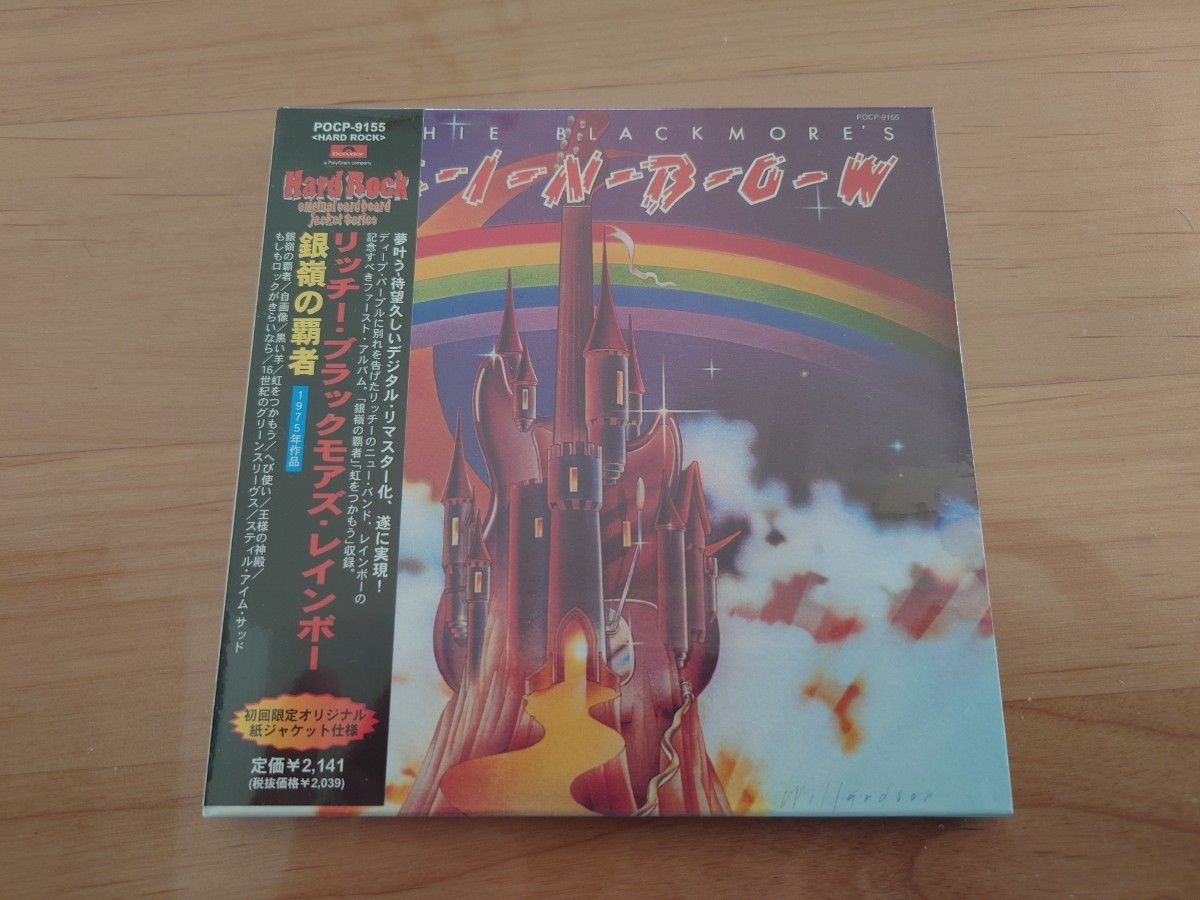 POCP-9155
<HARD ROCK>
Polydor
a PolyGram company
Hard Rock
original cardboard
jacket series
夢叶う-待望久しいデジタル・リマスター化、遂に実現!
ディープ・パープルに別れを告げたリッチーのニュー・バンド、レインボーの
記念すべきファースト・アルバム。「銀嶺の覇者」「虹をつかもう」収録。
リッチー・ブラックモアズ・レインボー
銀嶺の覇者
1975年作品
銀嶺の覇者/自画像/黒い羊/虹をつかもう/へび使い/王様の神殿/
もしもロックがきらいなら/16世紀のグリーンスリーヴス/スティル・アイム・サッド
初回限定オリジナル
紙ジャケット仕様
定価¥2,141
(税抜価格¥2,039)
POCP-9155
HIE BLACKMORE'S
I-N-B-O-W
Willardson